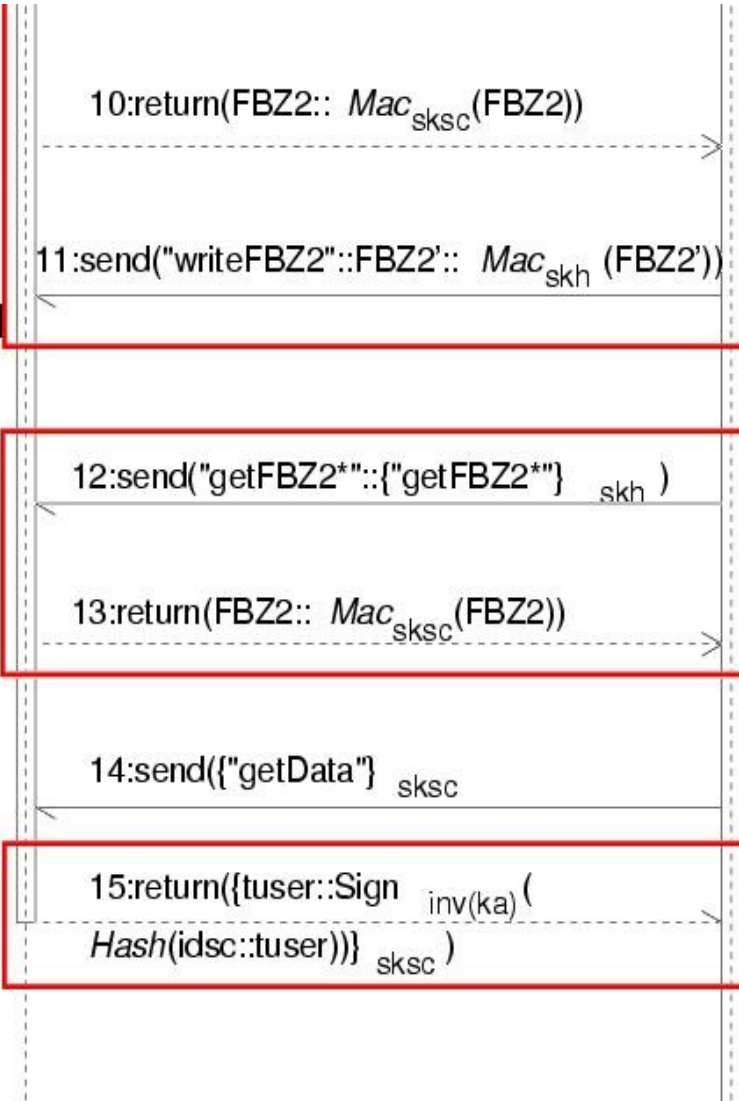 10:return(FBZ2:: Mac sksc (FBZ2))
11:send("writeFBZ2"::FBZ2':: Mac skh (FBZ2'))
12:send("getFBZ2*"::{"getFBZ2*"} skh )
13:return(FBZ2:: Mac sksc (FBZ2))
14:send({"getData"} sksc
15:return({tuser::Sign inv(ka) (
Hash(idsc::tuser))} sksc )